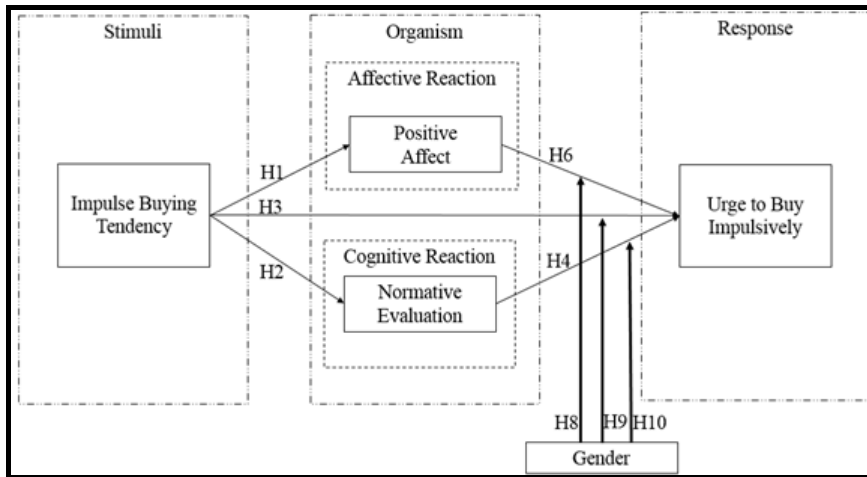 Stimuli
Organism
Response
Affective Reaction
Positive
Affect
H1
H6
Impulse Buying
Tendency
H3
Urge to Buy
Impulsively
H2
Cognitive Reaction
H4
Normative
Evaluation
H8
H9
H10
Gender